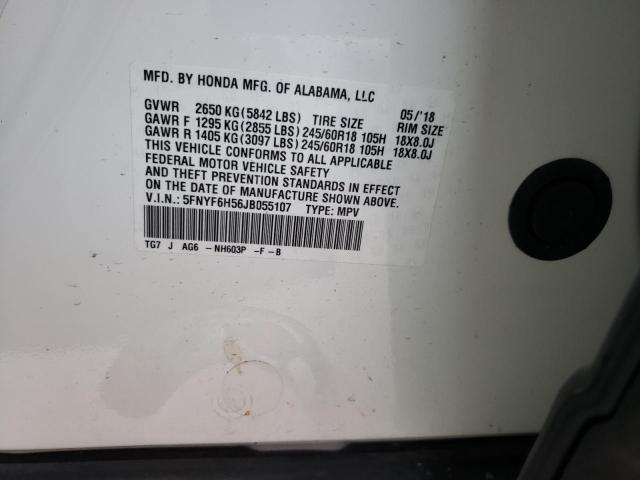 MFD. BY HONDA MFG. OF ALABAMA, LLC
GVWR 2650 KG(5842 LBS) TIRE SIZE 05/'18 RIM SIZE
GAWR F 1295 KG(2855 LBS)245/60R18 105H 18X8.0J
GAWR R 1405 KG(3097 LBS)245/60R18 105H 18X8.0J
THIS VEHICLE CONFORMS TO ALL APPLICABLE
FEDERAL MOTOR VEHICLE SAFETY
AND THEFT PREVENTION STANDARDS IN EFFECT
ON THE DATE OF MANUFACTURE SHOWN ABOVE.
V.I.N.: 5FNYF6H56JB055107 TYPE: MPV
TG7 J AG6 - NH603P -F-B